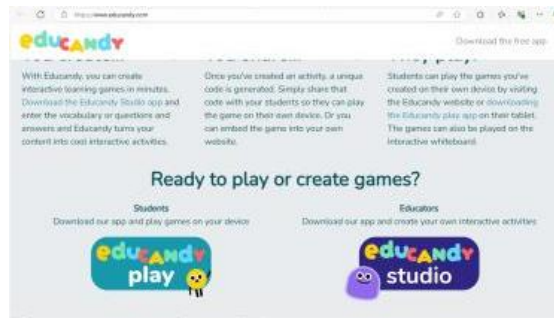 https://www.educandy.com
educandy
Download the free app
With Educandy, you can create
interactive learning games in minutes.
Download the Educandy Studio app and
enter the vocabulary or questions and
answers and Educandy turns your
content into cool interactive activities.
Once you've created an activity, a unique
code is generated. Simply share that
code with your students so they can play
the game on their own device. Or you
can embed the game into your own
website.
Students can play the games you've
created on their own device by visiting
the Educandy website or downloading
the Educandy play app on their tablet.
The games can also be played on the
interactive whiteboard.
Ready to play or create games?
Students
Download our app and play games on your device
educandy
play
Educators
Download our app and create your own interactive activities
educandy
studio